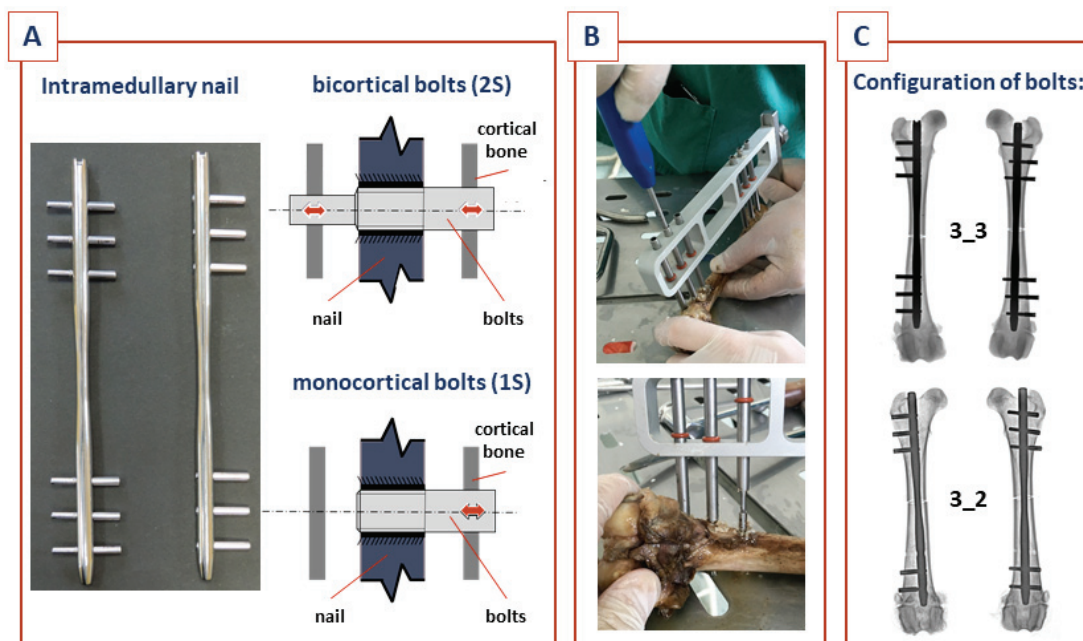 A
Intramedullary nail
bicortical bolts (2S)
cortical
bone
nail
bolts
monocortical bolts (1S)
cortical
bone
nail
bolts
B
C
Configuration of bolts:
3_3
3_2